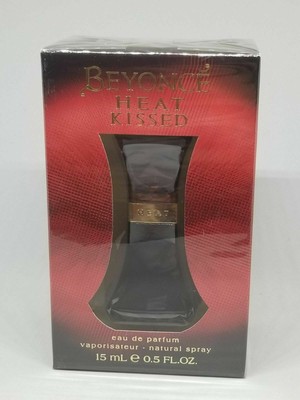 BEYONCÉ
HEAT
KISSED
HEAT
eau de parfum
vaporisateur - natural spray
15 mL ℮ 0.5 FL.OZ.